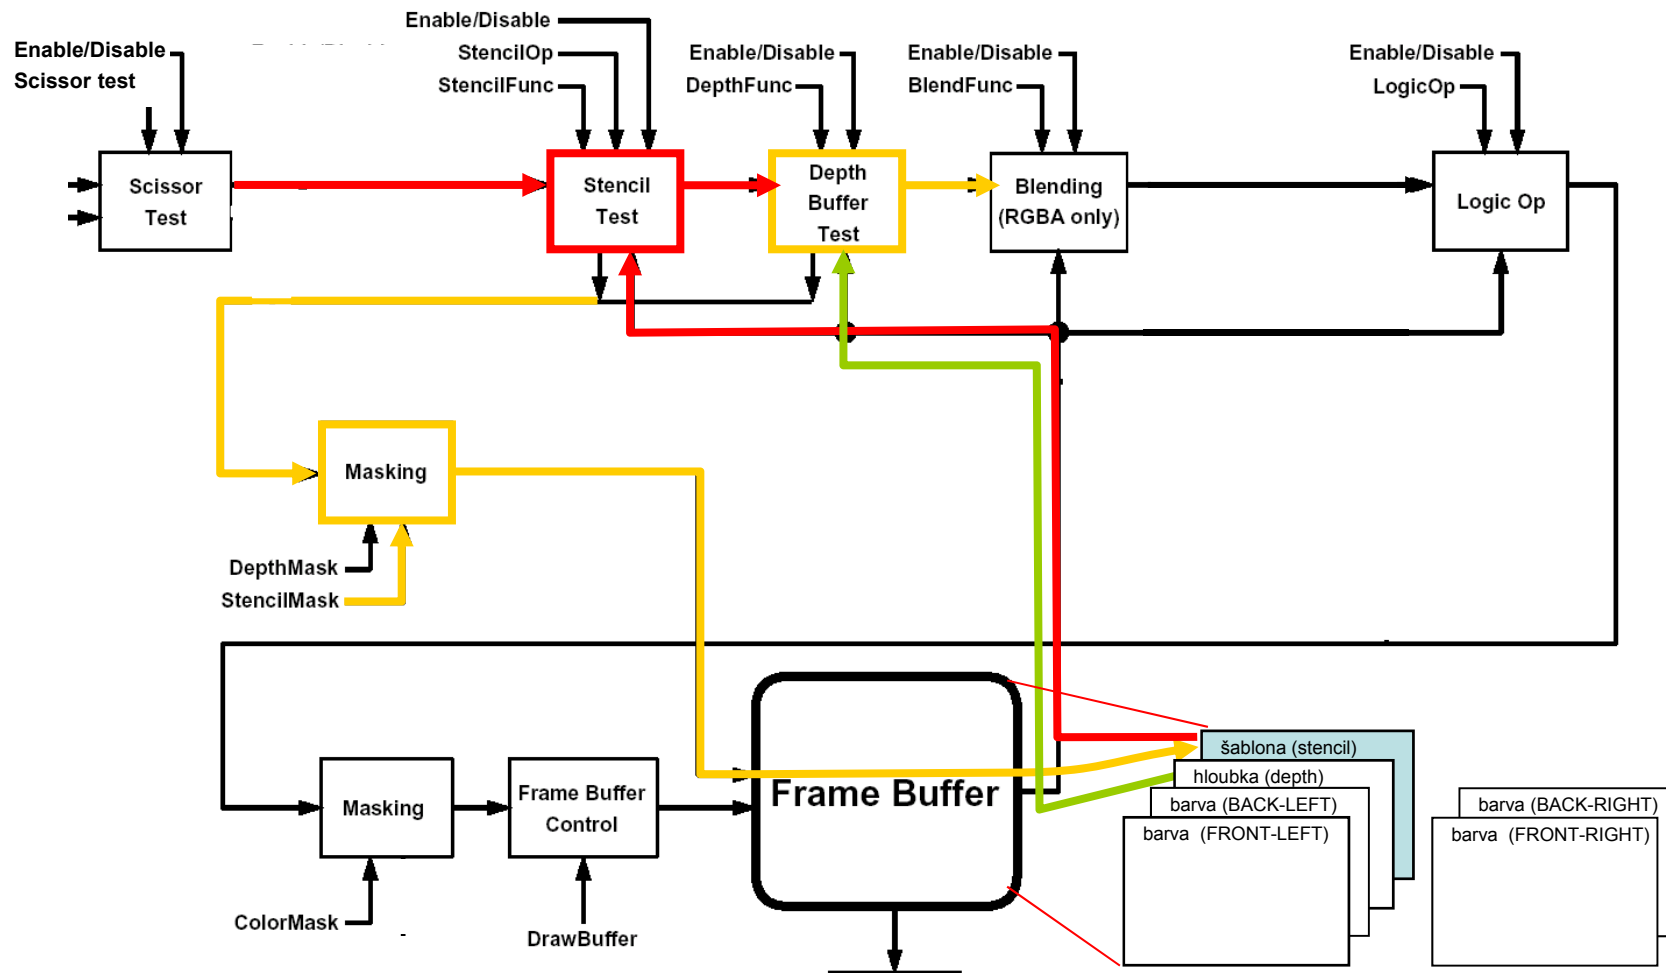 Enable/Disable
Scissor test
Enable/Disable
StencilOp
StencilFunc
Enable/Disable
DepthFunc
Enable/Disable
BlendFunc
Enable/Disable
LogicOp
Scissor
Test
Stencil
Test
Depth
Buffer
Test
Blending
(RGBA only)
Logic Op
Masking
DepthMask
StencilMask
Masking
ColorMask
Frame Buffer
Control
DrawBuffer
Frame Buffer
šablona (stencil)
hloubka (depth)
barva (BACK-LEFT)
barva (FRONT-LEFT)
barva (BACK-RIGHT)
barva (FRONT-RIGHT)